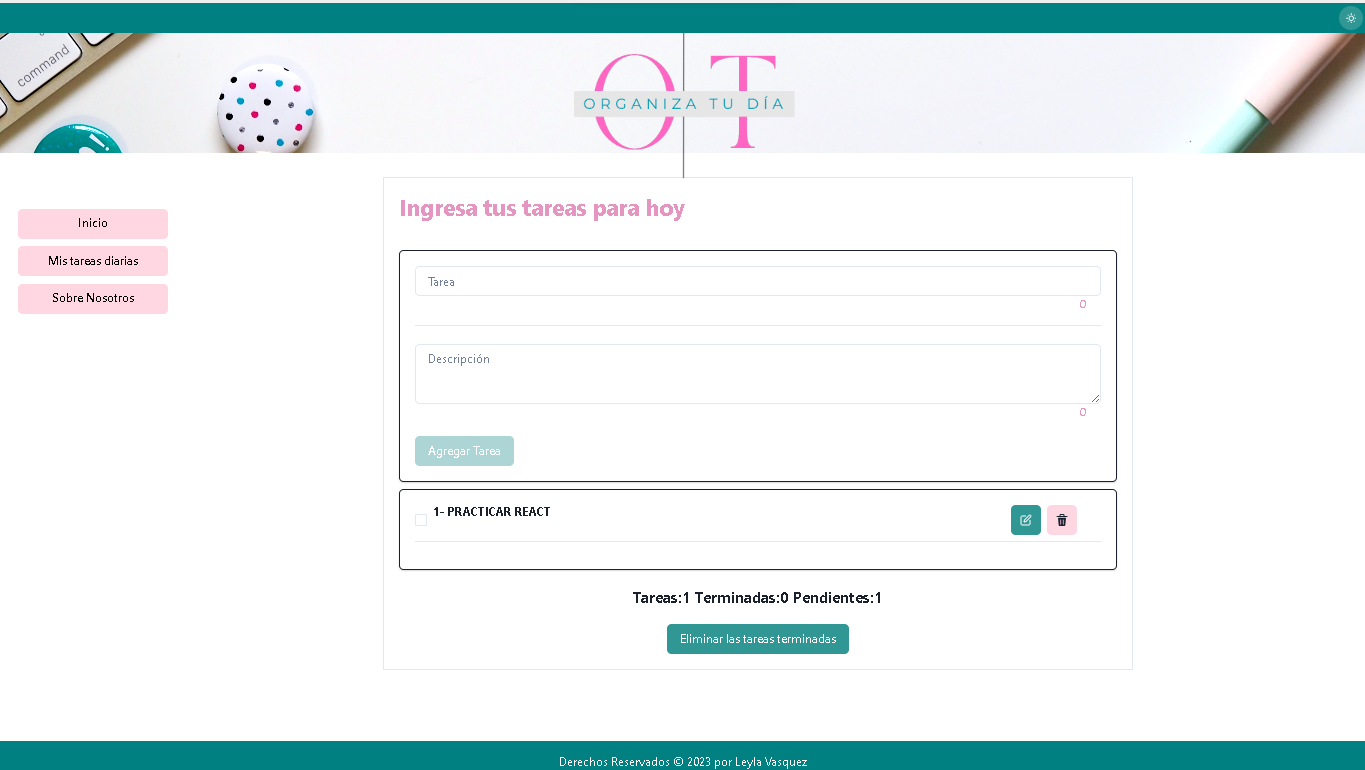 command
OT
ORGANIZA TU DÍA
Inicio
Mis tareas diarias
Sobre Nosotros
Ingresa tus tareas para hoy
Tarea
0
Descripción
0
Agregar Tarea
1- PRACTICAR REACT
Tareas:1 Terminadas:0 Pendientes:1
Eliminar las tareas terminadas
Derechos Reservados © 2023 por Leyla Vasquez